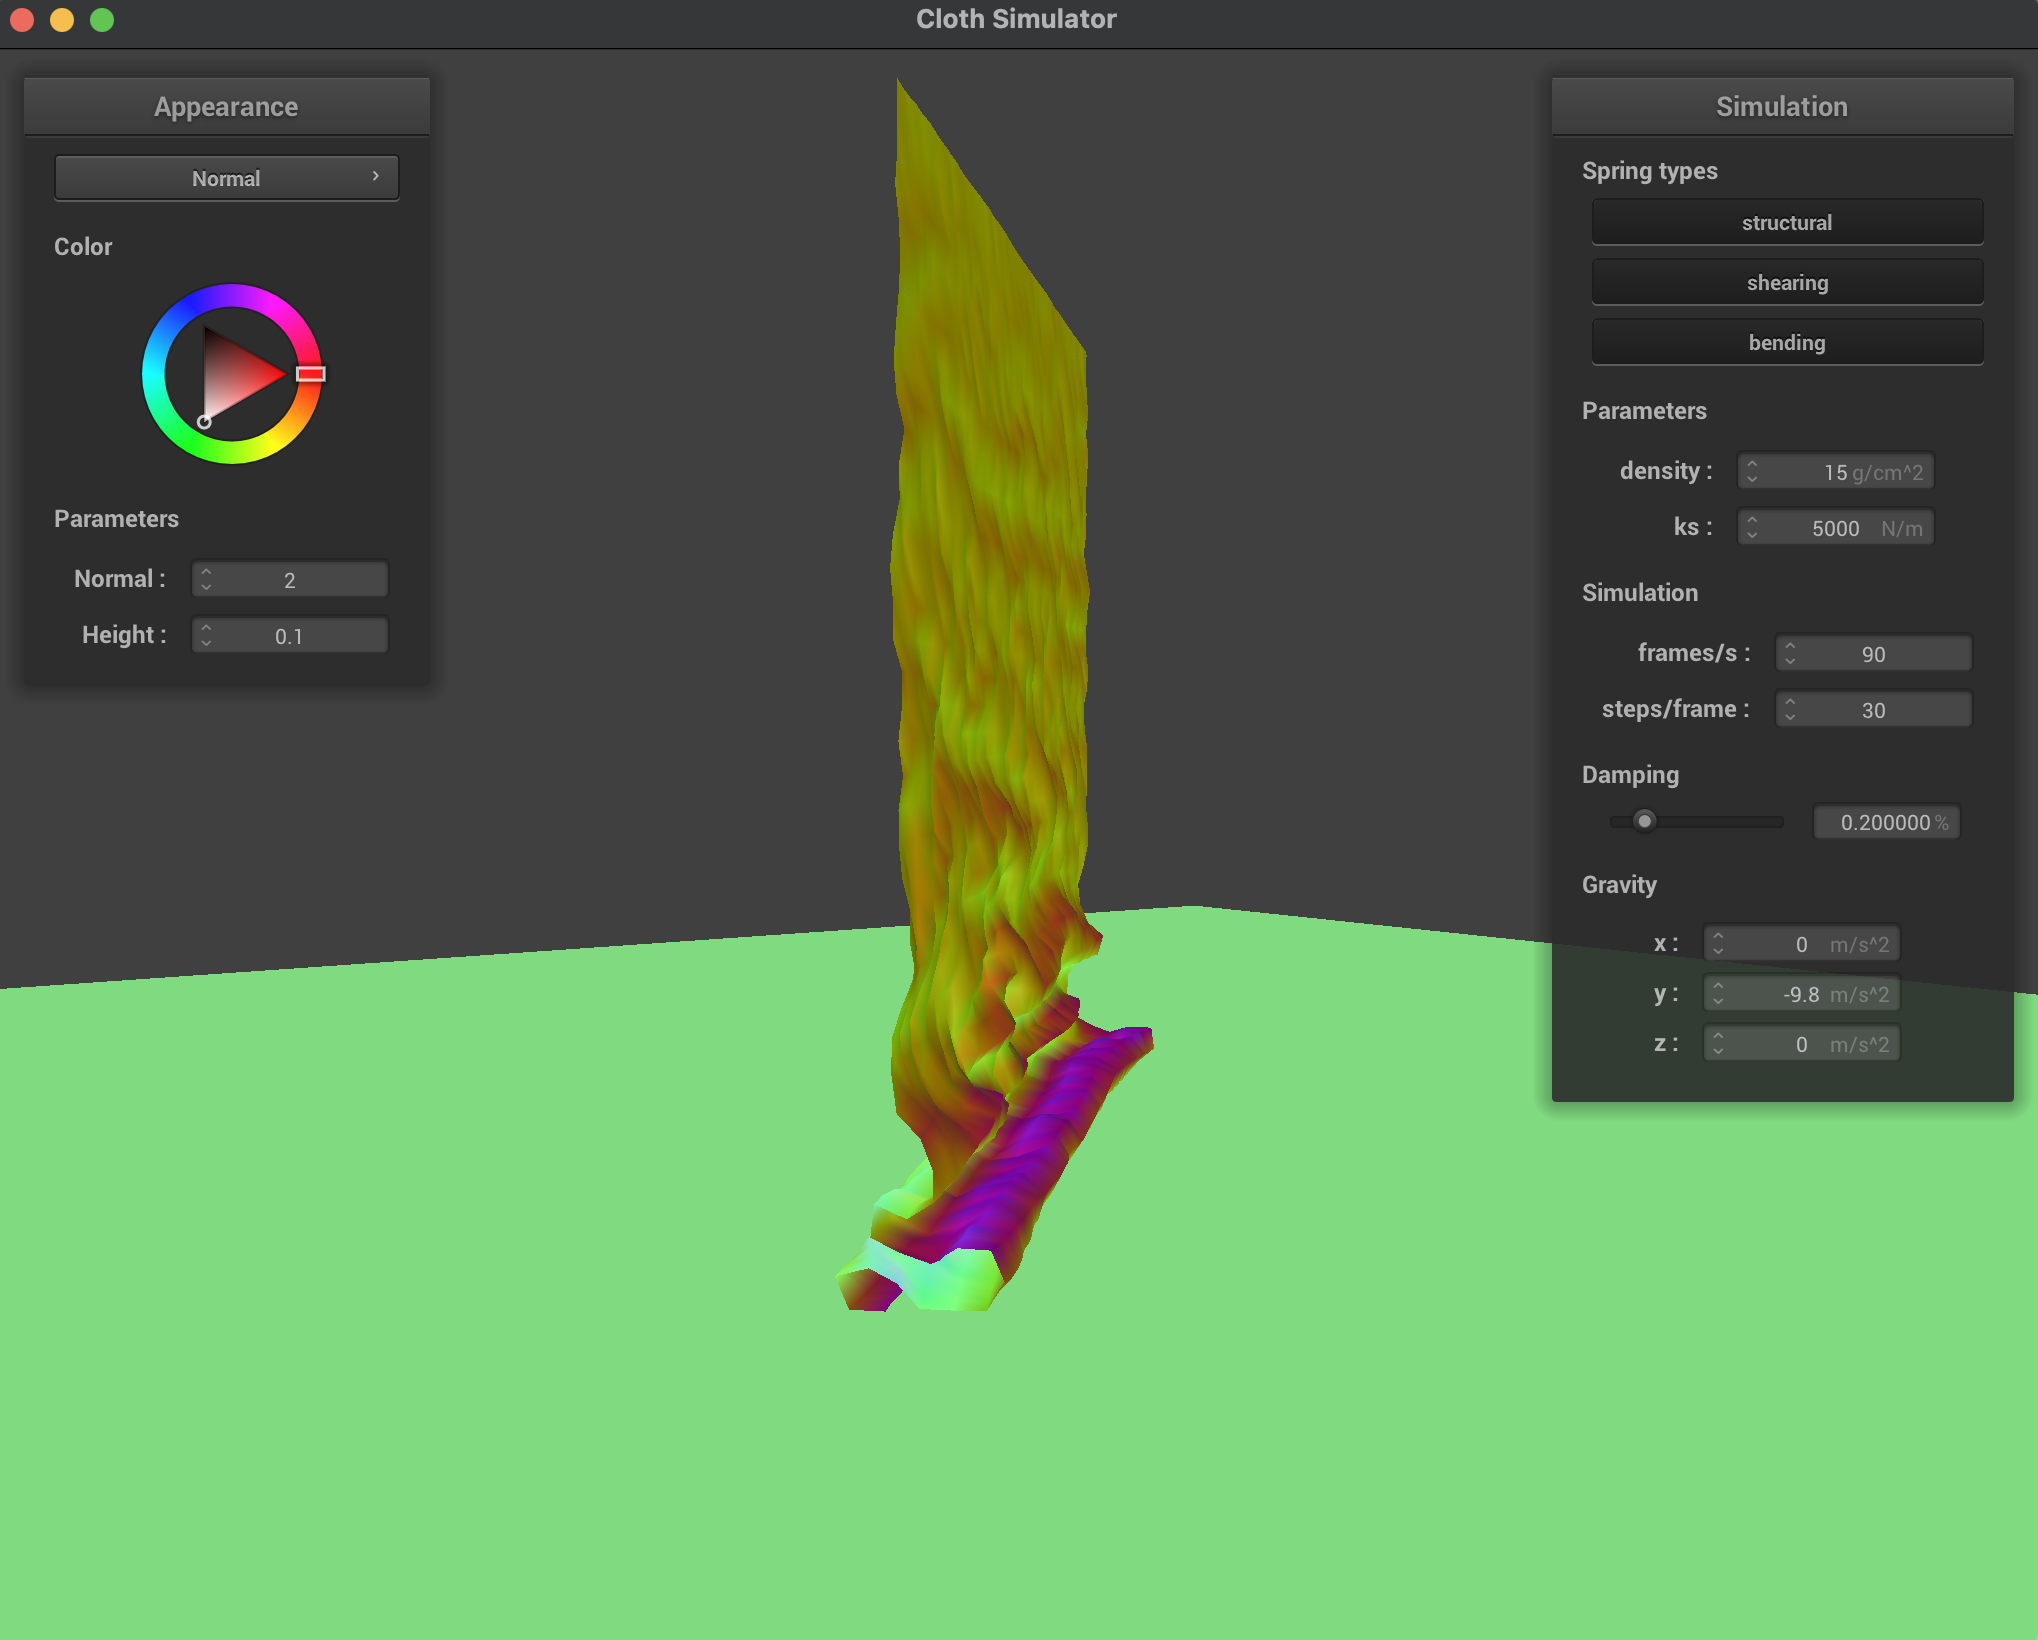 Cloth Simulator
Appearance
Normal
Color
Parameters
Normal : 2
Height : 0.1
Simulation
Spring types
structural
shearing
bending
Parameters
density : 15 g/cm^2
ks : 5000 N/m
Simulation
frames/s : 90
steps/frame : 30
Damping
0.200000 %
Gravity
x : 0 m/s^2
y : -9.8 m/s^2
z : 0 m/s^2